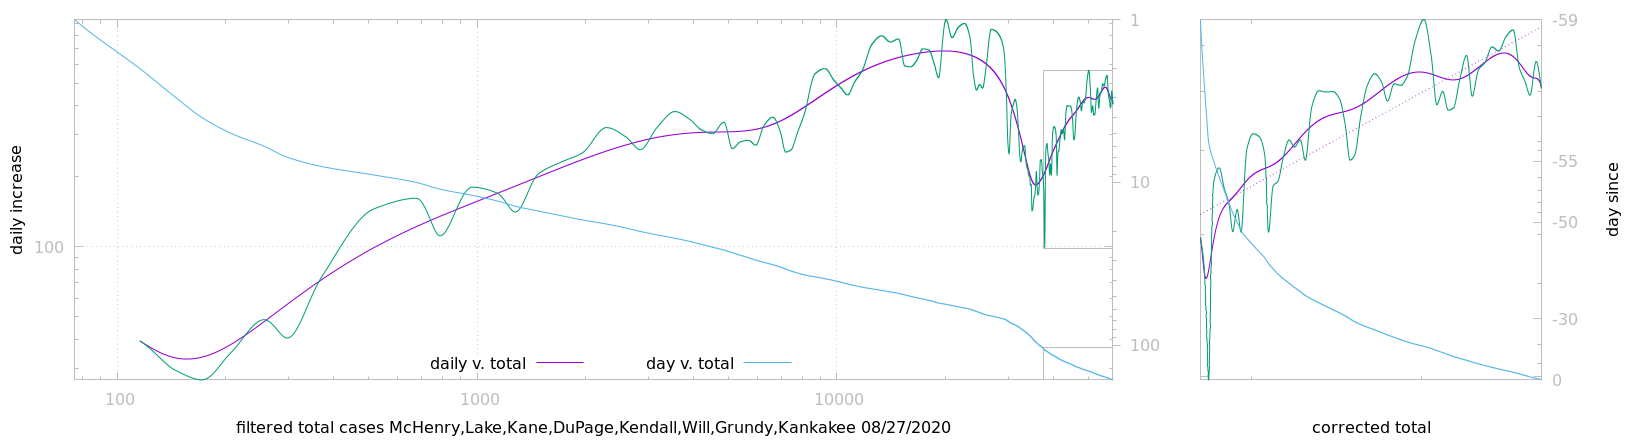 1
-59
daily increase
100
10
-55
-50
day since
-30
daily v. total
day v. total
100
0
100
1000
10000
filtered total cases McHenry,Lake,Kane,DuPage,Kendall,Will,Grundy,Kankakee 08/27/2020
corrected total